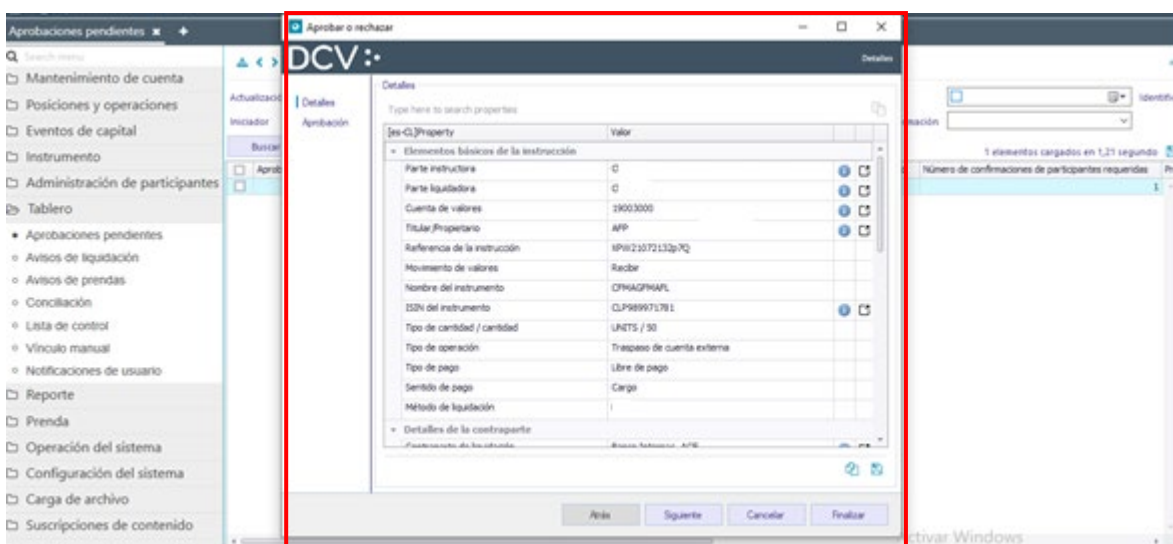 Aprobaciones pendientes
Search menu
Mantenimiento de cuenta
Posiciones y operaciones
Eventos de capital
Instrumento
Administración de participantes
Tablero
Aprobaciones pendientes
Avisos de liquidación
Avisos de prendas
Conciliación
Lista de control
Vínculo manual
Notificaciones de usuario
Reporte
Prenda
Operación del sistema
Configuración del sistema
Carga de archivo
Suscripciones de contenido
Iniciador
Buscar
Aprobar o rechazar
DCV
Detalles
Detalles
Aprobación
Detalles
Type here to search properties
[es-CL]Property Valor
Elementos básicos de la instrucción
Parte instructora
Parte liquidadora
Cuenta de valores 19003000
Titular/Propietario AFP
Referencia de la instrucción
Movimiento de valores Recibir
Nombre del instrumento CFMAGFMAFL
ISIN del instrumento
Tipo de cantidad / cantidad UNITS / 50
Tipo de operación Traspaso de cuenta externa
Tipo de pago Libre de pago
Sentido de pago Cargo
Método de liquidación
Detalles de la contraparte
Atrás Siguiente Cancelar Finalizar
1 elementos cargados en 1,21 segundo
Número de confirmaciones de participantes requeridas
1